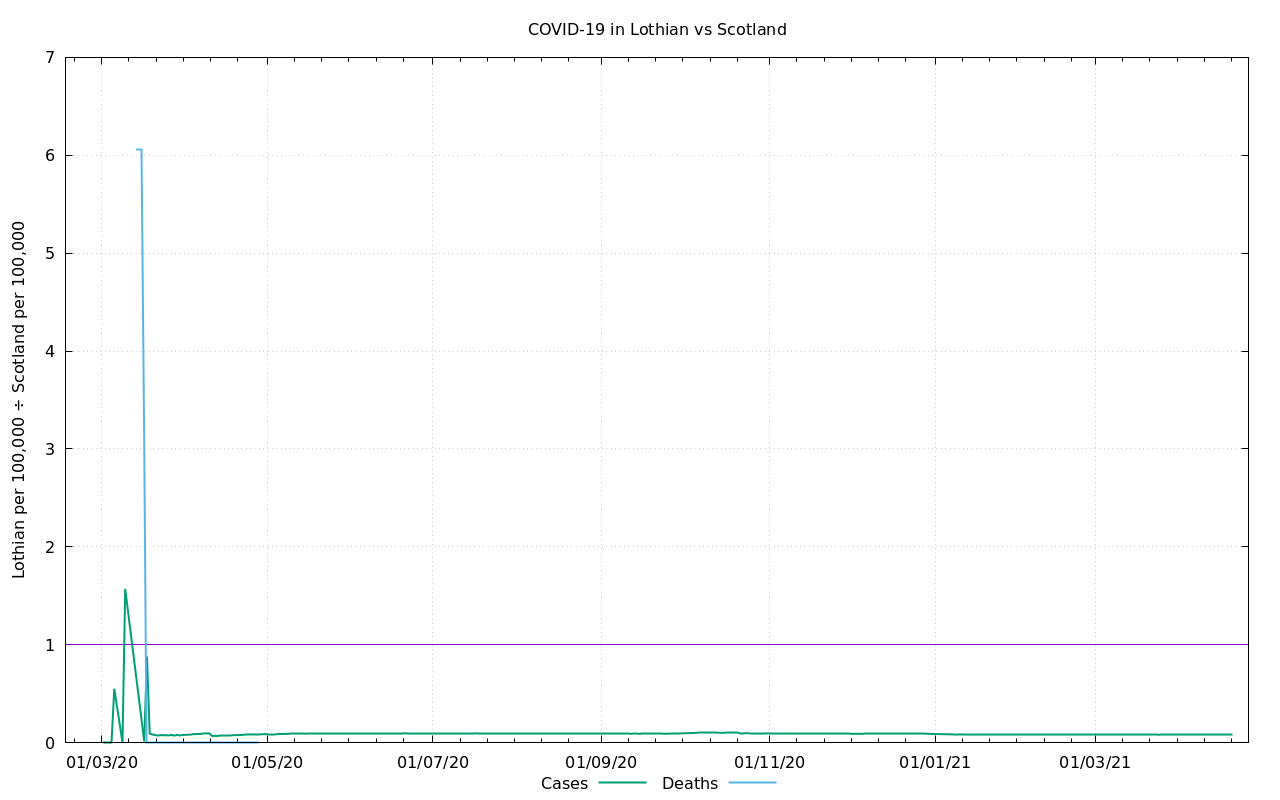 COVID-19 in Lothian vs Scotland
Lothian per 100,000 ÷ Scotland per 100,000
7
6
5
4
3
2
1
0
01/03/20 01/05/20 01/07/20 01/09/20 01/11/20 01/01/21 01/03/21
Cases Deaths